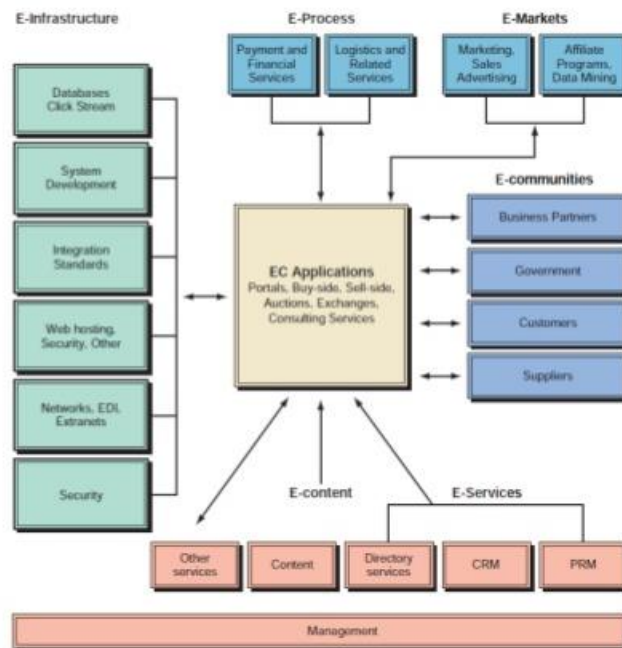 E-Infrastructure
E-Process
E-Markets
Databases
Click Stream
System
Development
Integration
Standards
Web hosting,
Security, Other
Networks, EDI,
Extranets
Security
Payment and
Financial
Services
Logistics and
Related
Services
Marketing,
Sales
Advertising
Affiliate
Programs,
Data Mining
E-communities
Business Partners
Government
Customers
Suppliers
EC Applications
Portals, Buy-side, Sell-side,
Auctions, Exchanges,
Consulting Services
E-content
E-Services
Other
services
Content
Directory
services
CRM
PRM
Management